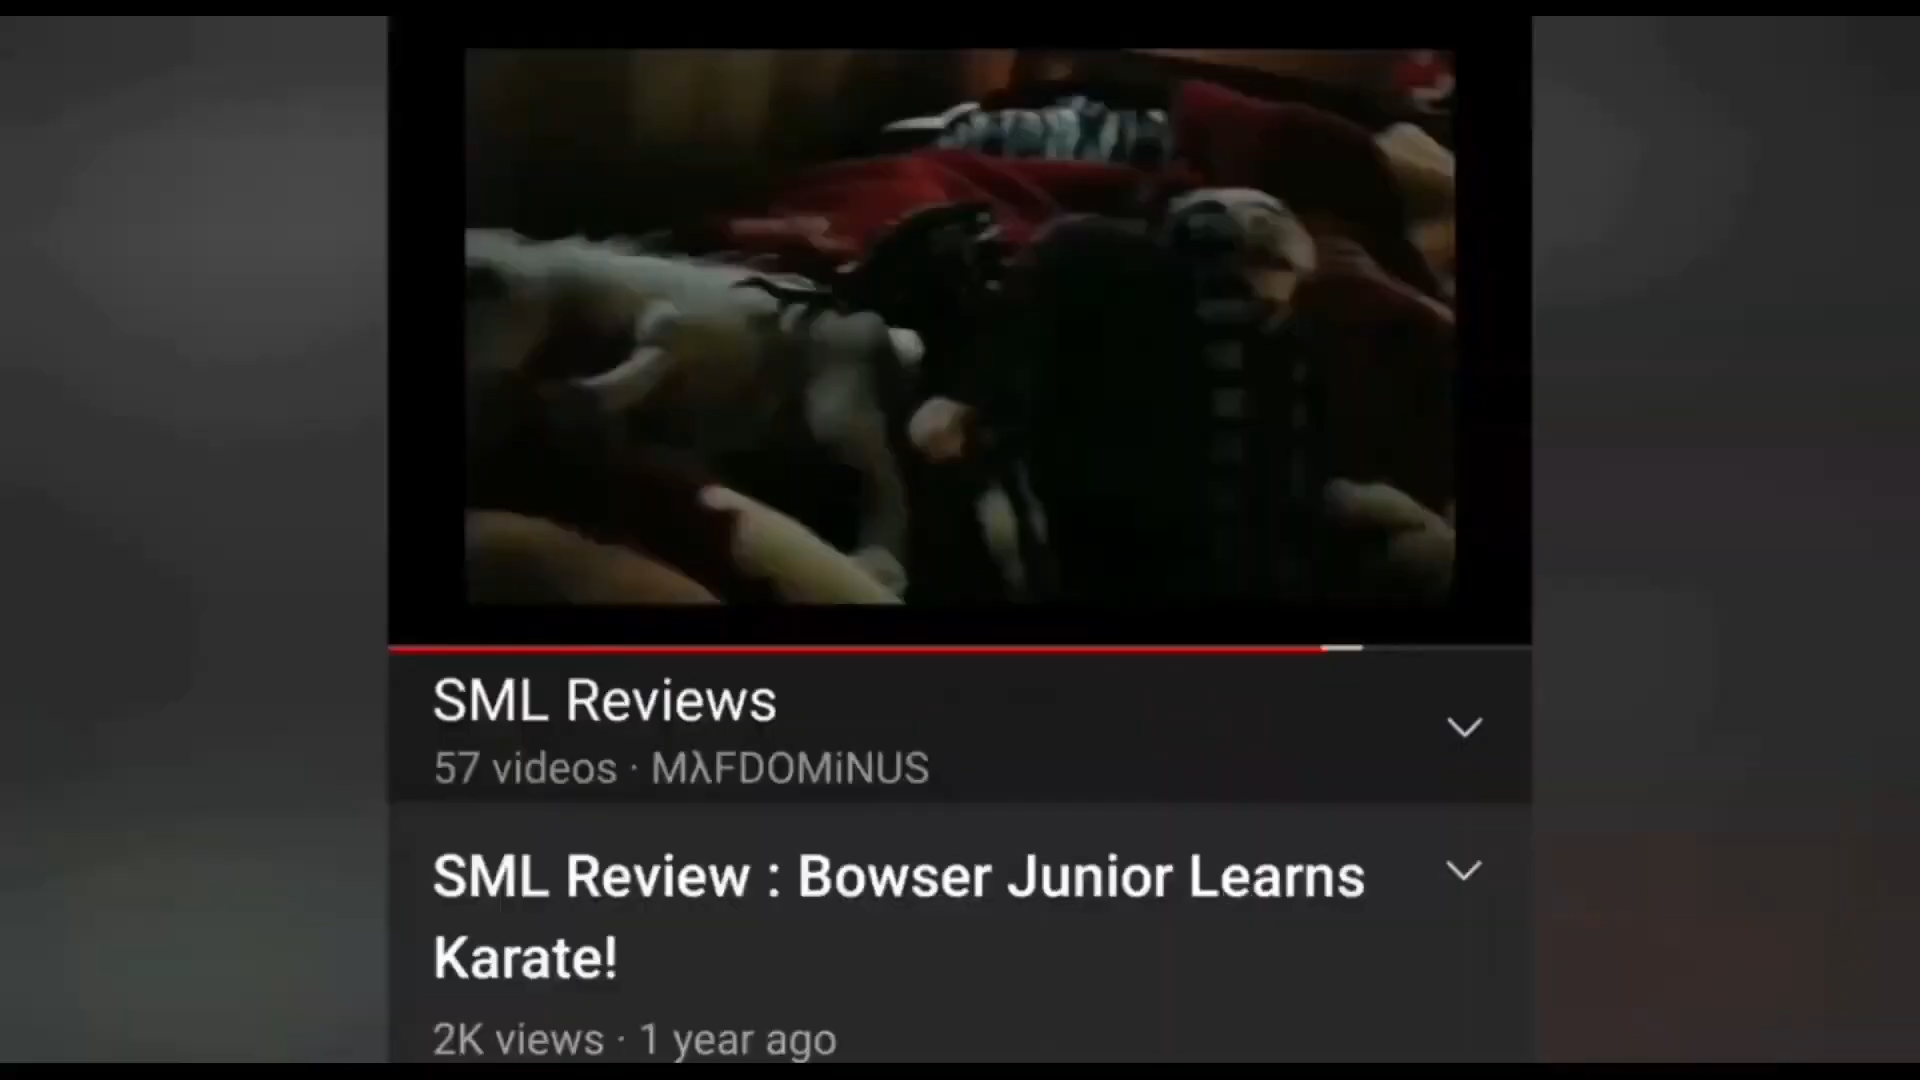 SML Reviews
57 videos · MλFDOMiNUS
SML Review : Bowser Junior Learns
Karate!
2K views · 1 year ago